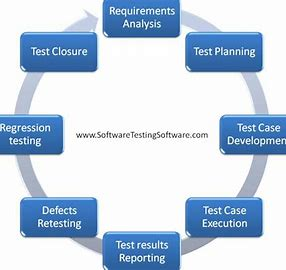 Requirements
Analysis
Test Planning
Test Case
Development
Test Case
Execution
Test results
Reporting
Defects
Retesting
Regression
testing
Test Closure
www.SoftwareTestingSoftware.com